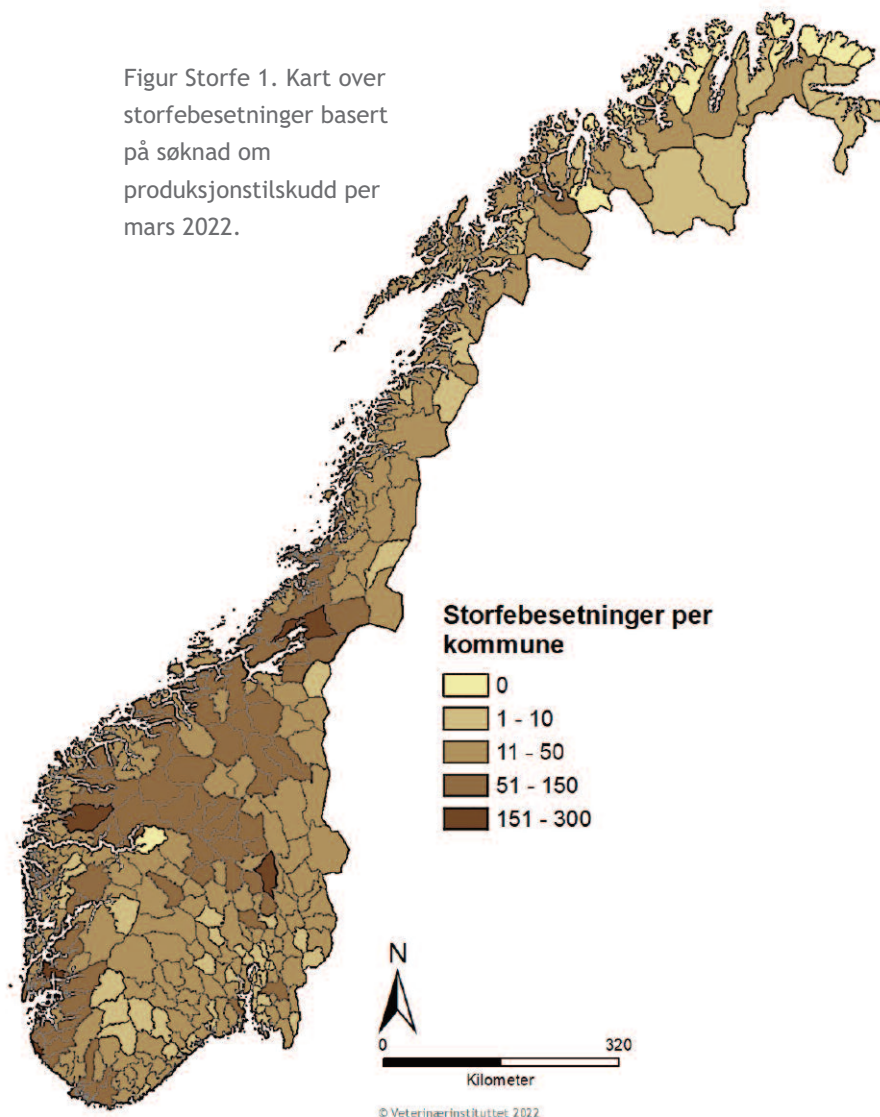 Figur Storfe 1. Kart over
storfebesetninger basert
på søknad om
produksjonstilskudd per
mars 2022.
Storfebesetninger per
kommune
0
1 - 10
11 - 50
51 - 150
151 - 300
N
0 320
Kilometer
© Veterinærinstituttet 2022